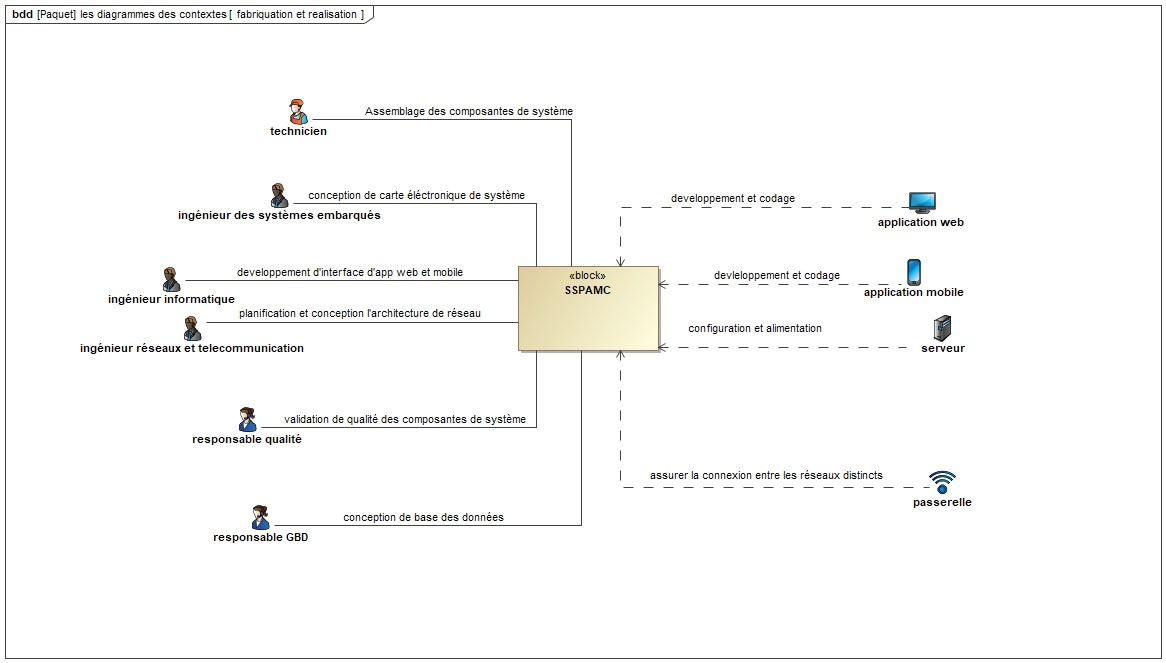 bdd [Paquet] les diagrammes des contextes [ fabriquation et realisation ]
Assemblage des composantes de système
technicien
conception de carte éléctronique de système
ingénieur des systèmes embarqués
developpement d'interface d'app web et mobile
ingénieur informatique
planification et conception l'architecture de réseau
ingénieur réseaux et telecommunication
validation de qualité des composantes de système
responsable qualité
conception de base des données
responsable GBD
«block»
SSPAMC
developpement et codage
application web
devleloppement et codage
application mobile
configuration et alimentation
serveur
assurer la connexion entre les réseaux distincts
passerelle